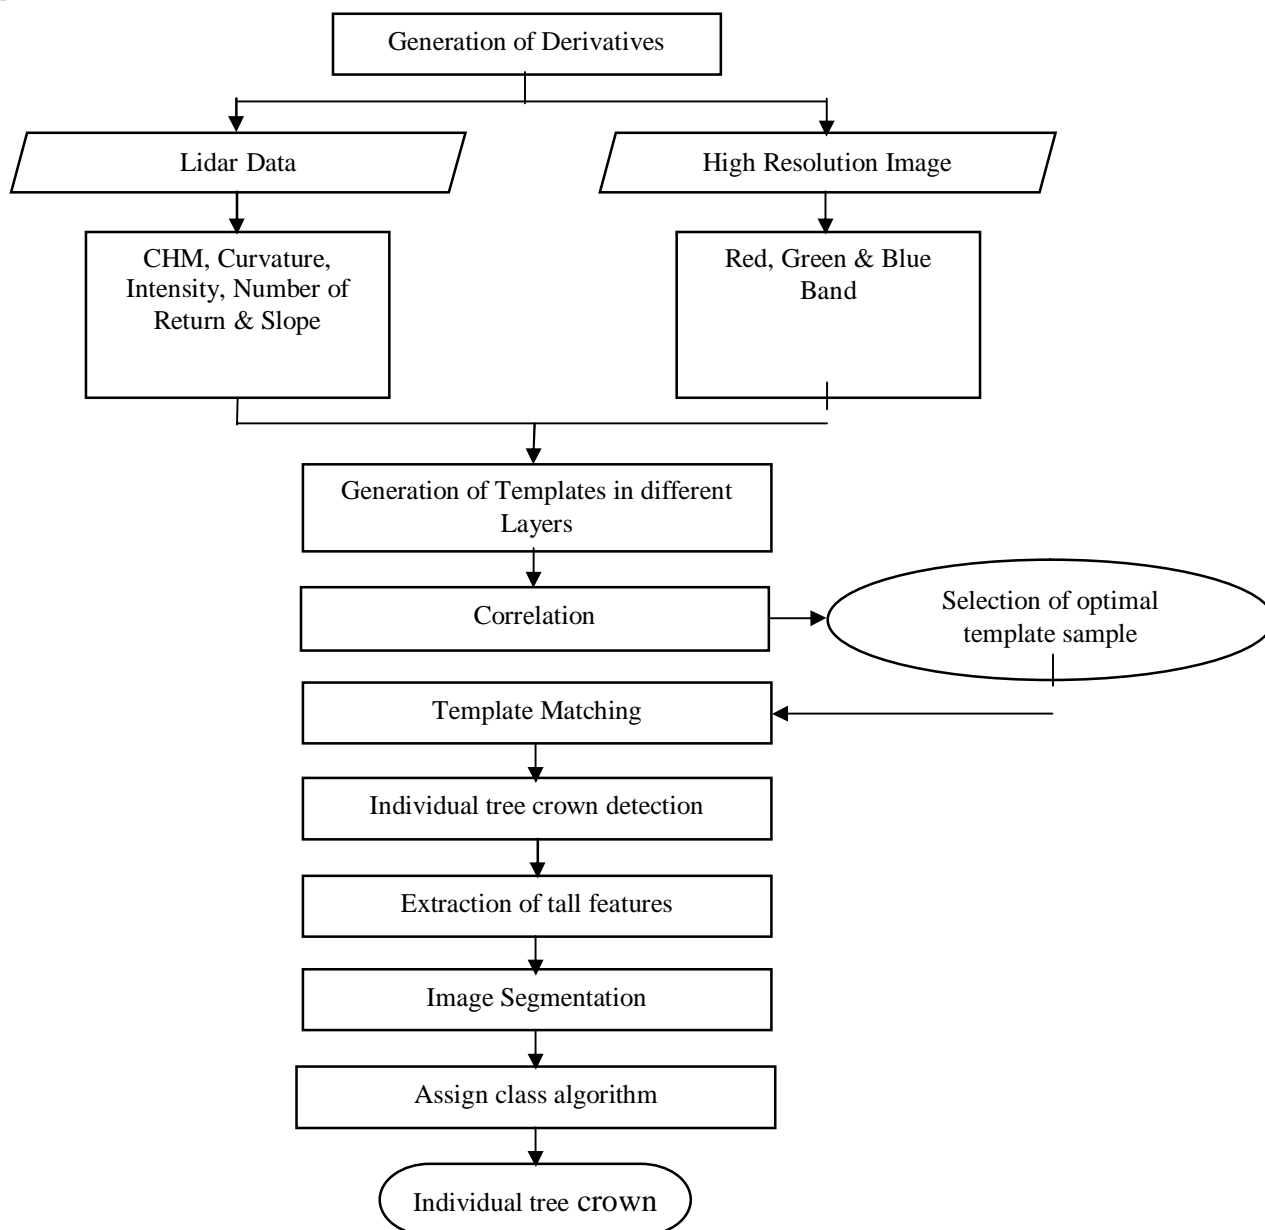 Generation of Derivatives
Lidar Data
High Resolution Image
CHM, Curvature,
Intensity, Number of
Return & Slope
Red, Green & Blue
Band
Generation of Templates in different
Layers
Correlation
Selection of optimal
template sample
Template Matching
Individual tree crown detection
Extraction of tall features
Image Segmentation
Assign class algorithm
Individual tree crown